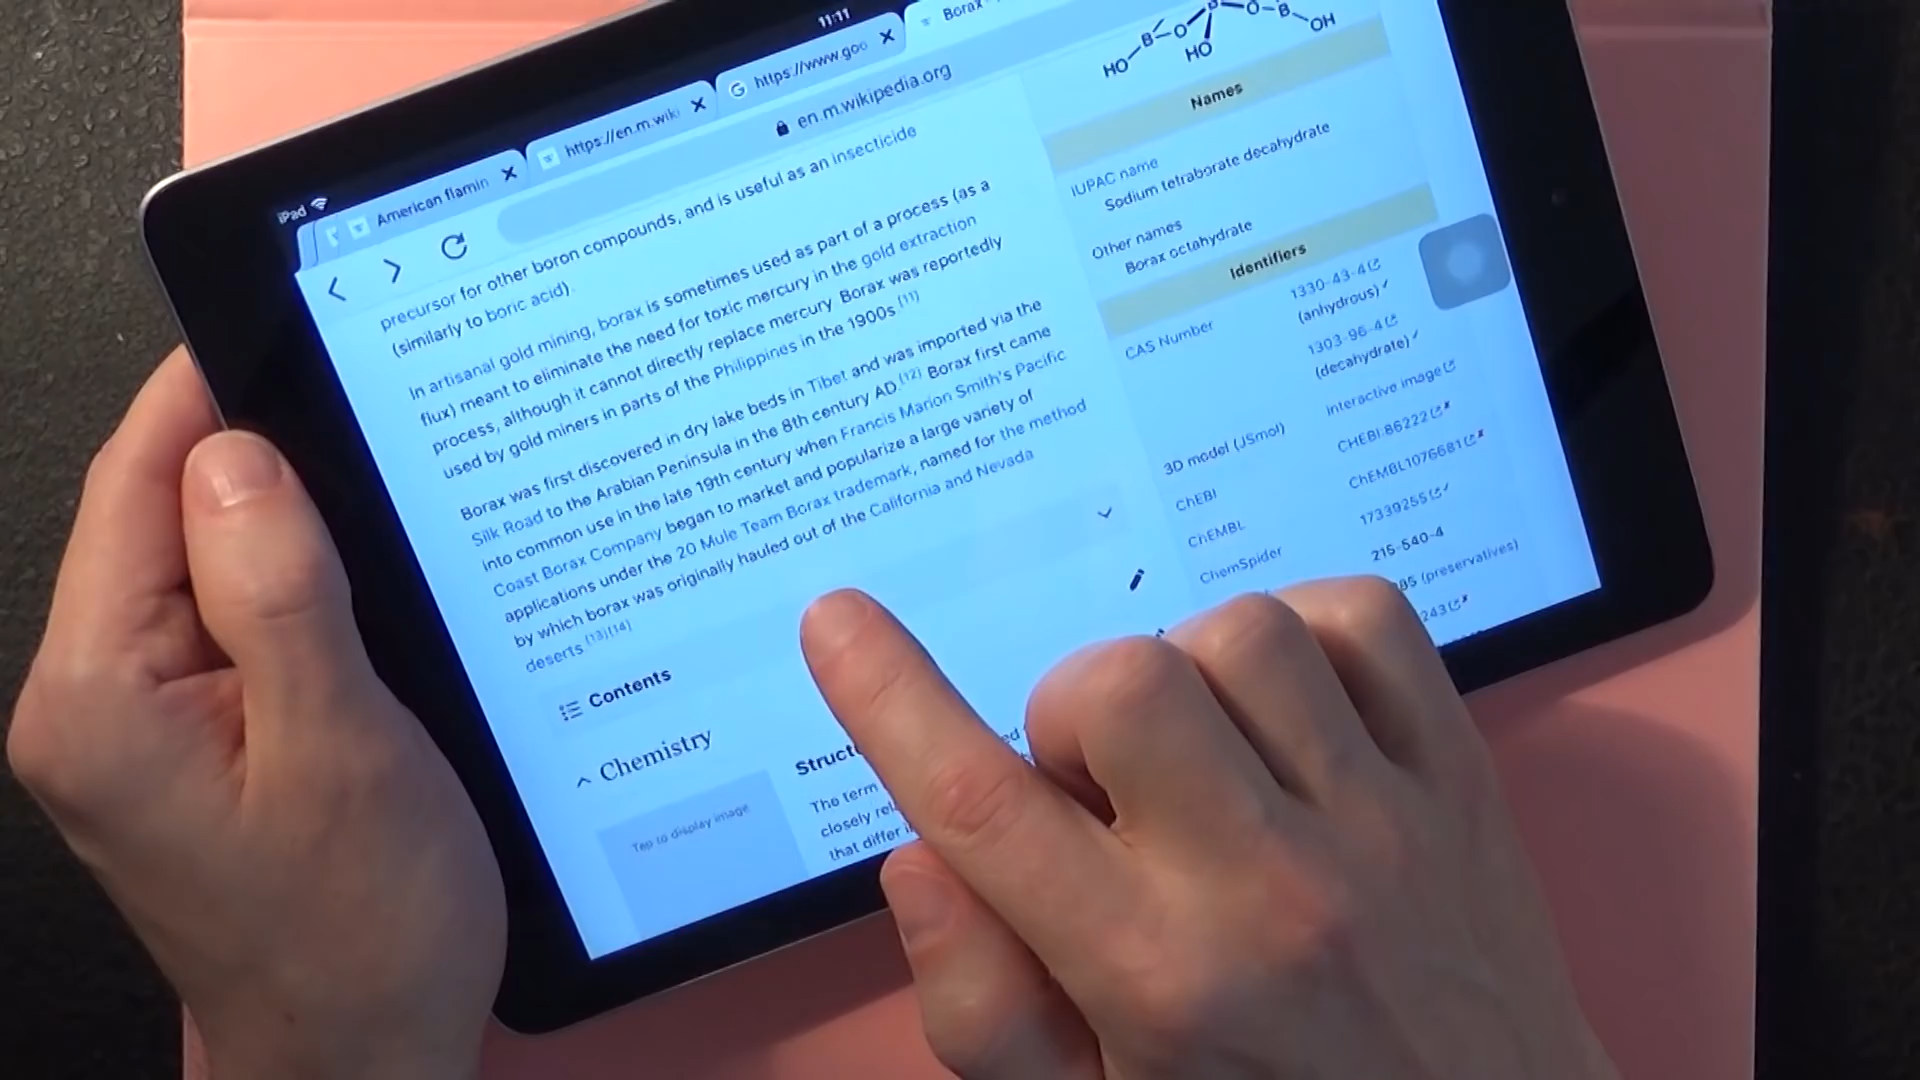 iPad
11:11
American flamin
https://en.m.wiki
https://www.goo
Borax
en.m.wikipedia.org
precursor for other boron compounds, and is useful as an insecticide
(similarly to boric acid).
In artisanal gold mining, borax is sometimes used as part of a process (as a
flux) meant to eliminate the need for toxic mercury in the gold extraction
process, although it cannot directly replace mercury. Borax was reportedly
used by gold miners in parts of the Philippines in the 1900s.[11]
Borax was first discovered in dry lake beds in Tibet and was imported via the
Silk Road to the Arabian Peninsula in the 8th century AD.[12] Borax first came
into common use in the late 19th century when Francis Marion Smith's Pacific
Coast Borax Company began to market and popularize a large variety of
applications under the 20 Mule Team Borax trademark, named for the method
by which borax was originally hauled out of the California and Nevada
deserts.[13][14]
Contents
Chemistry
Tap to display image
Struct
The term
closely rel
that differ i
ed
HO
B
O
HO
O
B
OH
Names
IUPAC name
Sodium tetraborate decahydrate
Other names
Borax octahydrate
Identifiers
CAS Number
1330-43-4
(anhydrous)
1303-96-4
(decahydrate)
3D model (JSmol)
Interactive image
ChEBI
CHEBI:86222
ChEMBL
ChEMBL1076681
ChemSpider
17339255
215-540-4
85 (preservatives)
243